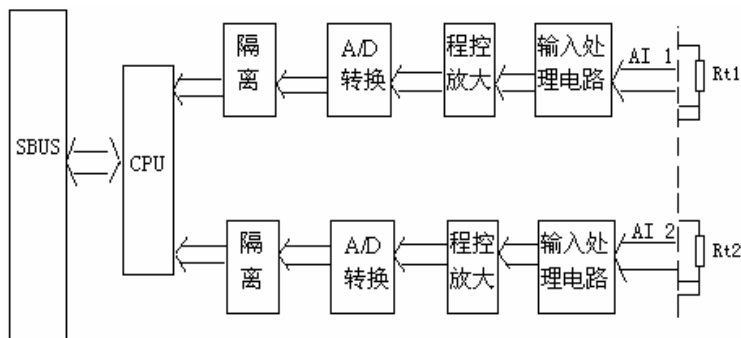 SBUS
CPU
隔
离
A/D
转换
程控
放大
输入处
理电路
AI 1
Rt1
隔
离
A/D
转换
程控
放大
输入处
理电路
AI 2
Rt2